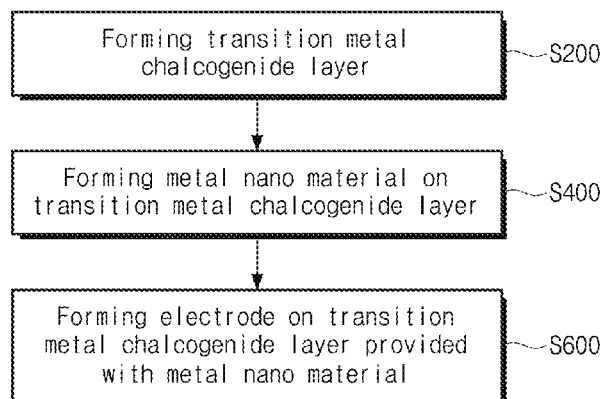 Forming transition metal
chalcogenide layer
S200
Forming metal nano material on
transition metal chalcogenide layer
S400
Forming electrode on transition
metal chalcogenide layer provided
with metal nano material
S600